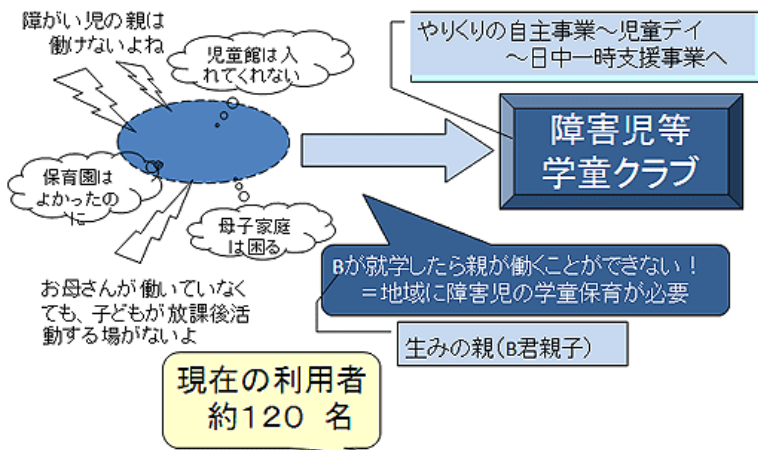 障がい児の親は
働けないよね
児童館は入
れてくれない
やりくりの自主事業～児童デイ
～日中一時支援事業へ
障害児等
学童クラブ
保育園は
よかったの
に
母子家庭
は困る
Bが就学したら親が働くことができない！
＝地域に障害児の学童保育が必要
お母さんが働いていなく
ても、子どもが放課後活
動する場がないよ
生みの親(B君親子)
現在の利用者
約120 名